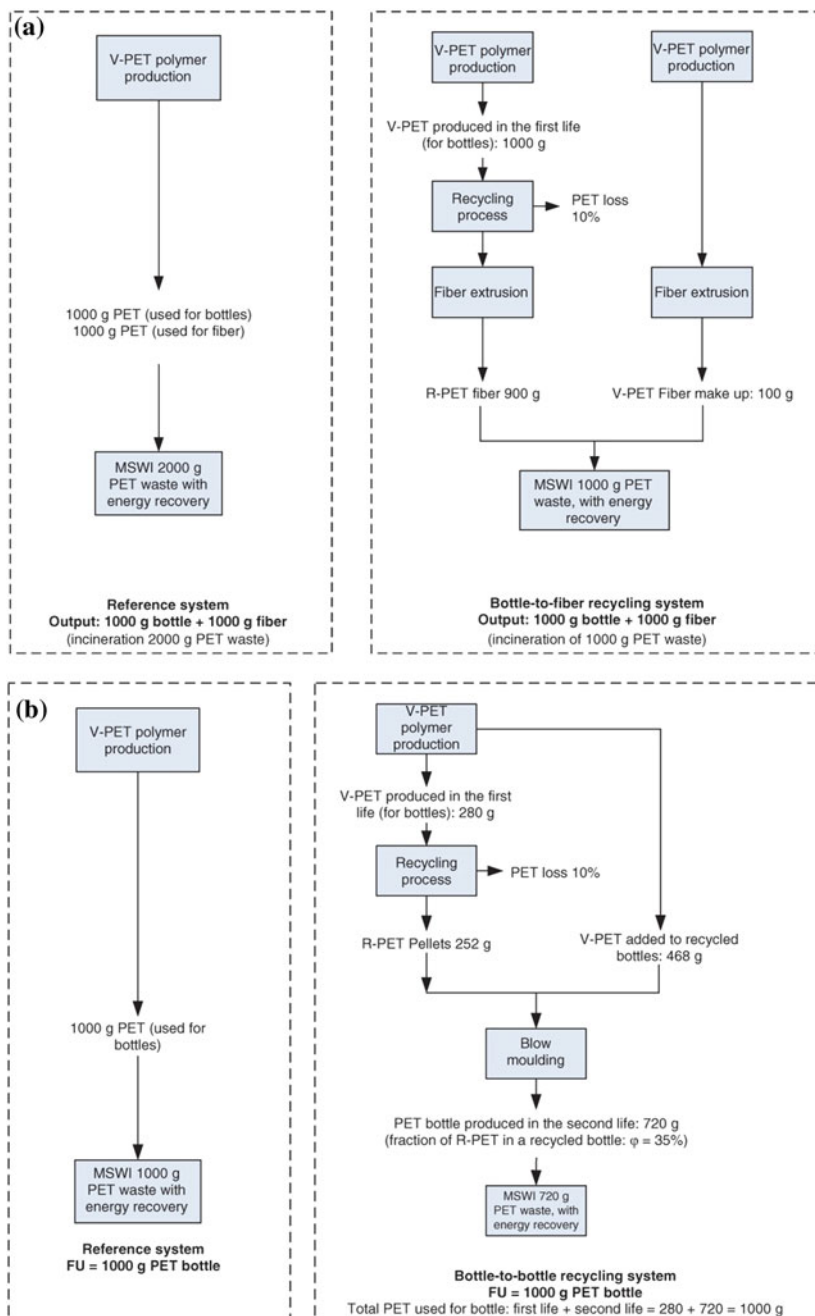 (a)
V-PET polymer
production
1000 g PET (used for bottles)
1000 g PET (used for fiber)
MSWI 2000 g
PET waste with
energy recovery
Reference system
Output: 1000 g bottle + 1000 g fiber
(incineration 2000 g PET waste)
V-PET polymer
production
V-PET produced in the first life
(for bottles): 1000 g
Recycling
process
PET loss
10%
Fiber extrusion
R-PET fiber 900 g
V-PET polymer
production
Fiber extrusion
V-PET Fiber make up: 100 g
MSWI 1000 g PET
waste, with energy
recovery
Bottle-to-fiber recycling system
Output: 1000 g bottle + 1000 g fiber
(incineration of 1000 g PET waste)
(b)
V-PET polymer
production
1000 g PET (used for
bottles)
MSWI 1000 g
PET waste with
energy recovery
Reference system
FU = 1000 g PET bottle
V-PET
polymer
production
V-PET produced in the first
life (for bottles): 280 g
Recycling
process
PET loss 10%
R-PET Pellets 252 g
V-PET added to recycled
bottles: 468 g
Blow
moulding
PET bottle produced in the second life: 720 g
(fraction of R-PET in a recycled bottle: φ = 35%)
MSWI 720 g
PET waste, with
energy recovery
Bottle-to-bottle recycling system
FU = 1000 g PET bottle
Total PET used for bottle: first life + second life = 280 + 720 = 1000 g